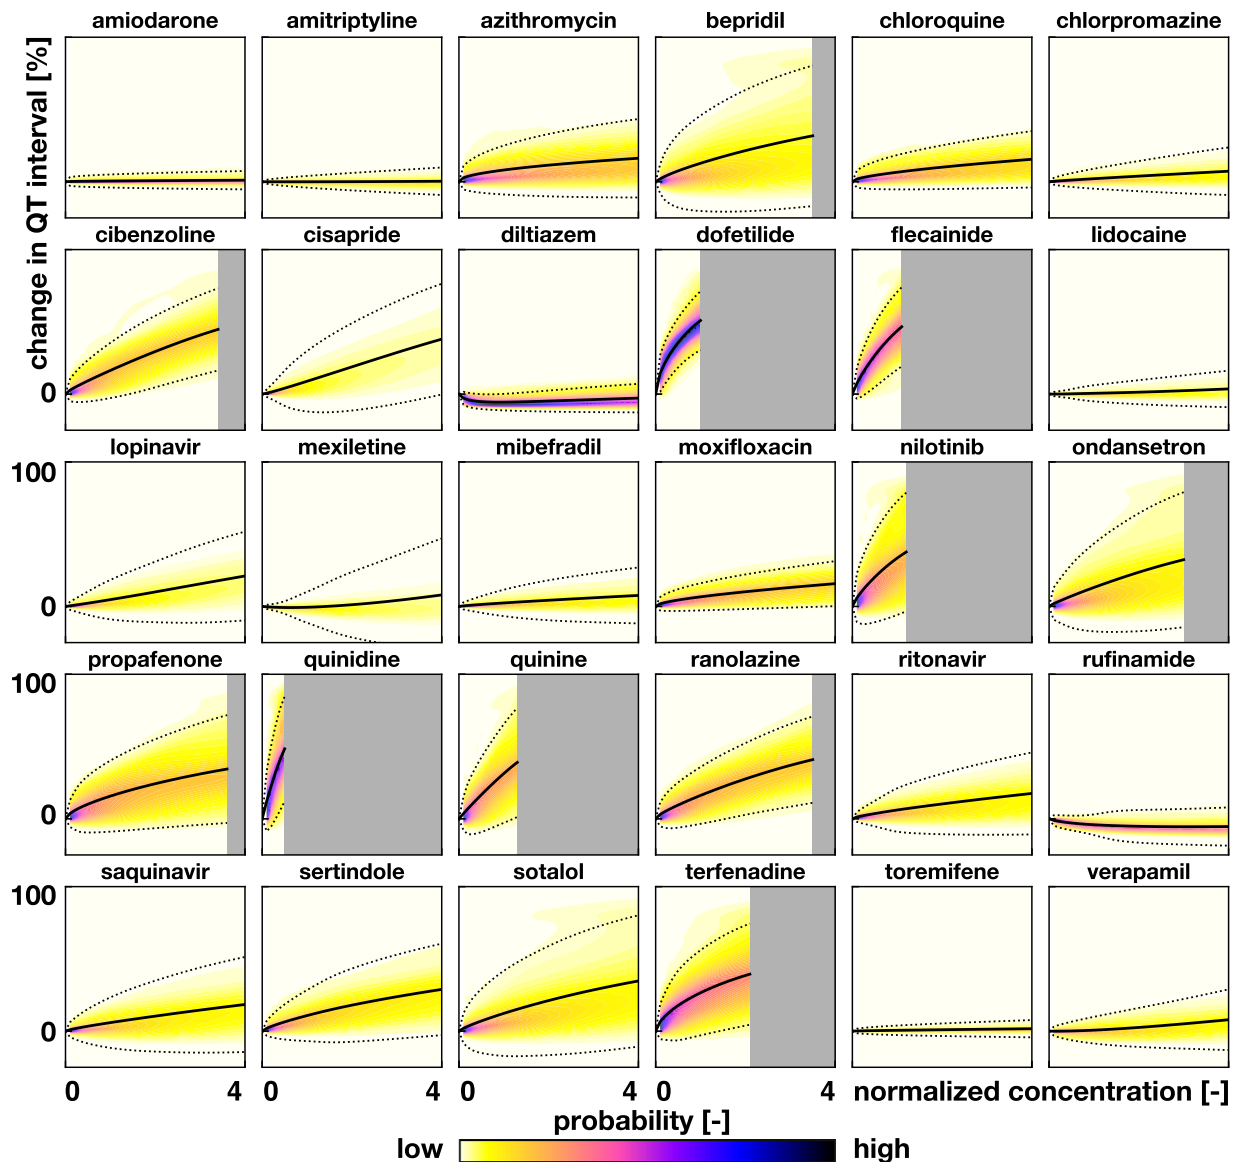 amiodarone amitriptyline azithromycin bepridil chloroquine chlorpromazine
change in QT interval [%]
cibenzoline cisapride diltiazem dofetilide flecainide lidocaine
0
lopinavir mexiletine mibefradil moxifloxacin nilotinib ondansetron
100
0
propafenone quinidine quinine ranolazine ritonavir rufinamide
100
0
saquinavir sertindole sotalol terfenadine toremifene verapamil
100
0
0 4 0 4 0 4 0 4 normalized concentration [-]
probability [-]
low high